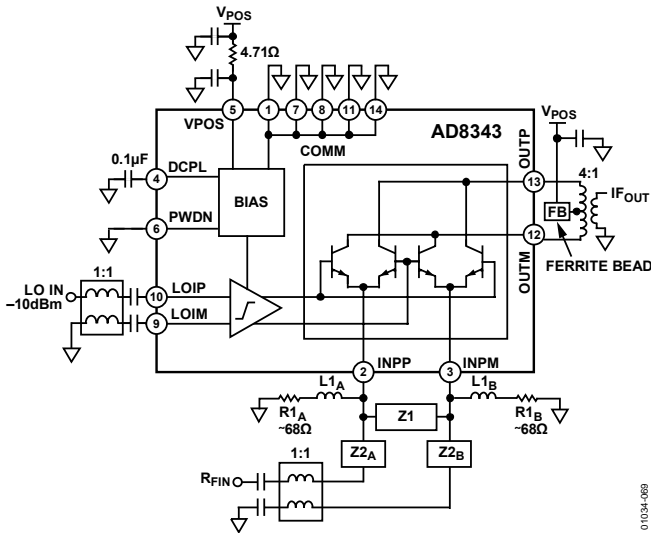 VPOS
4.71Ω
5 1 7 8 11 14
VPOS
COMM
AD8343
VPOS
OUTP
13
4:1
0.1µF
4 DCPL
BIAS
IFOUT
FB
6 PWDN
12
OUTM
FERRITE BEAD
1:1
LO IN
–10dBm
10 LOIP
9 LOIM
INPP INPM
2 3
L1A L1B
R1A
~68Ω
Z1
R1B
~68Ω
1:1
Z2A Z2B
RFIN
01034-069